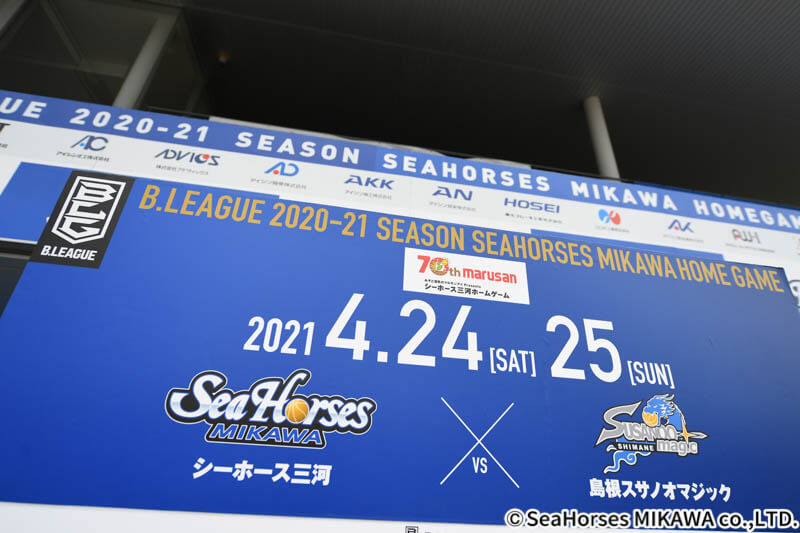 UE 2020-21 SEASON SEAHORSES MIKAWA HOMEGA
AC
ADVICS
AD
AKK
AN
HOSEI
AK
B.LEAGUE
B.LEAGUE 2020-21 SEASON SEAHORSES MIKAWA HOME GAME
70th marusan
シーホース三河ホームゲーム
2021 4.24 [SAT] 25 [SUN]
SeaHorses
MIKAWA
シーホース三河
VS
SUSANOO
SHIMANE magic
島根スサノオマジック
©SeaHorses MIKAWA co.,LTD.